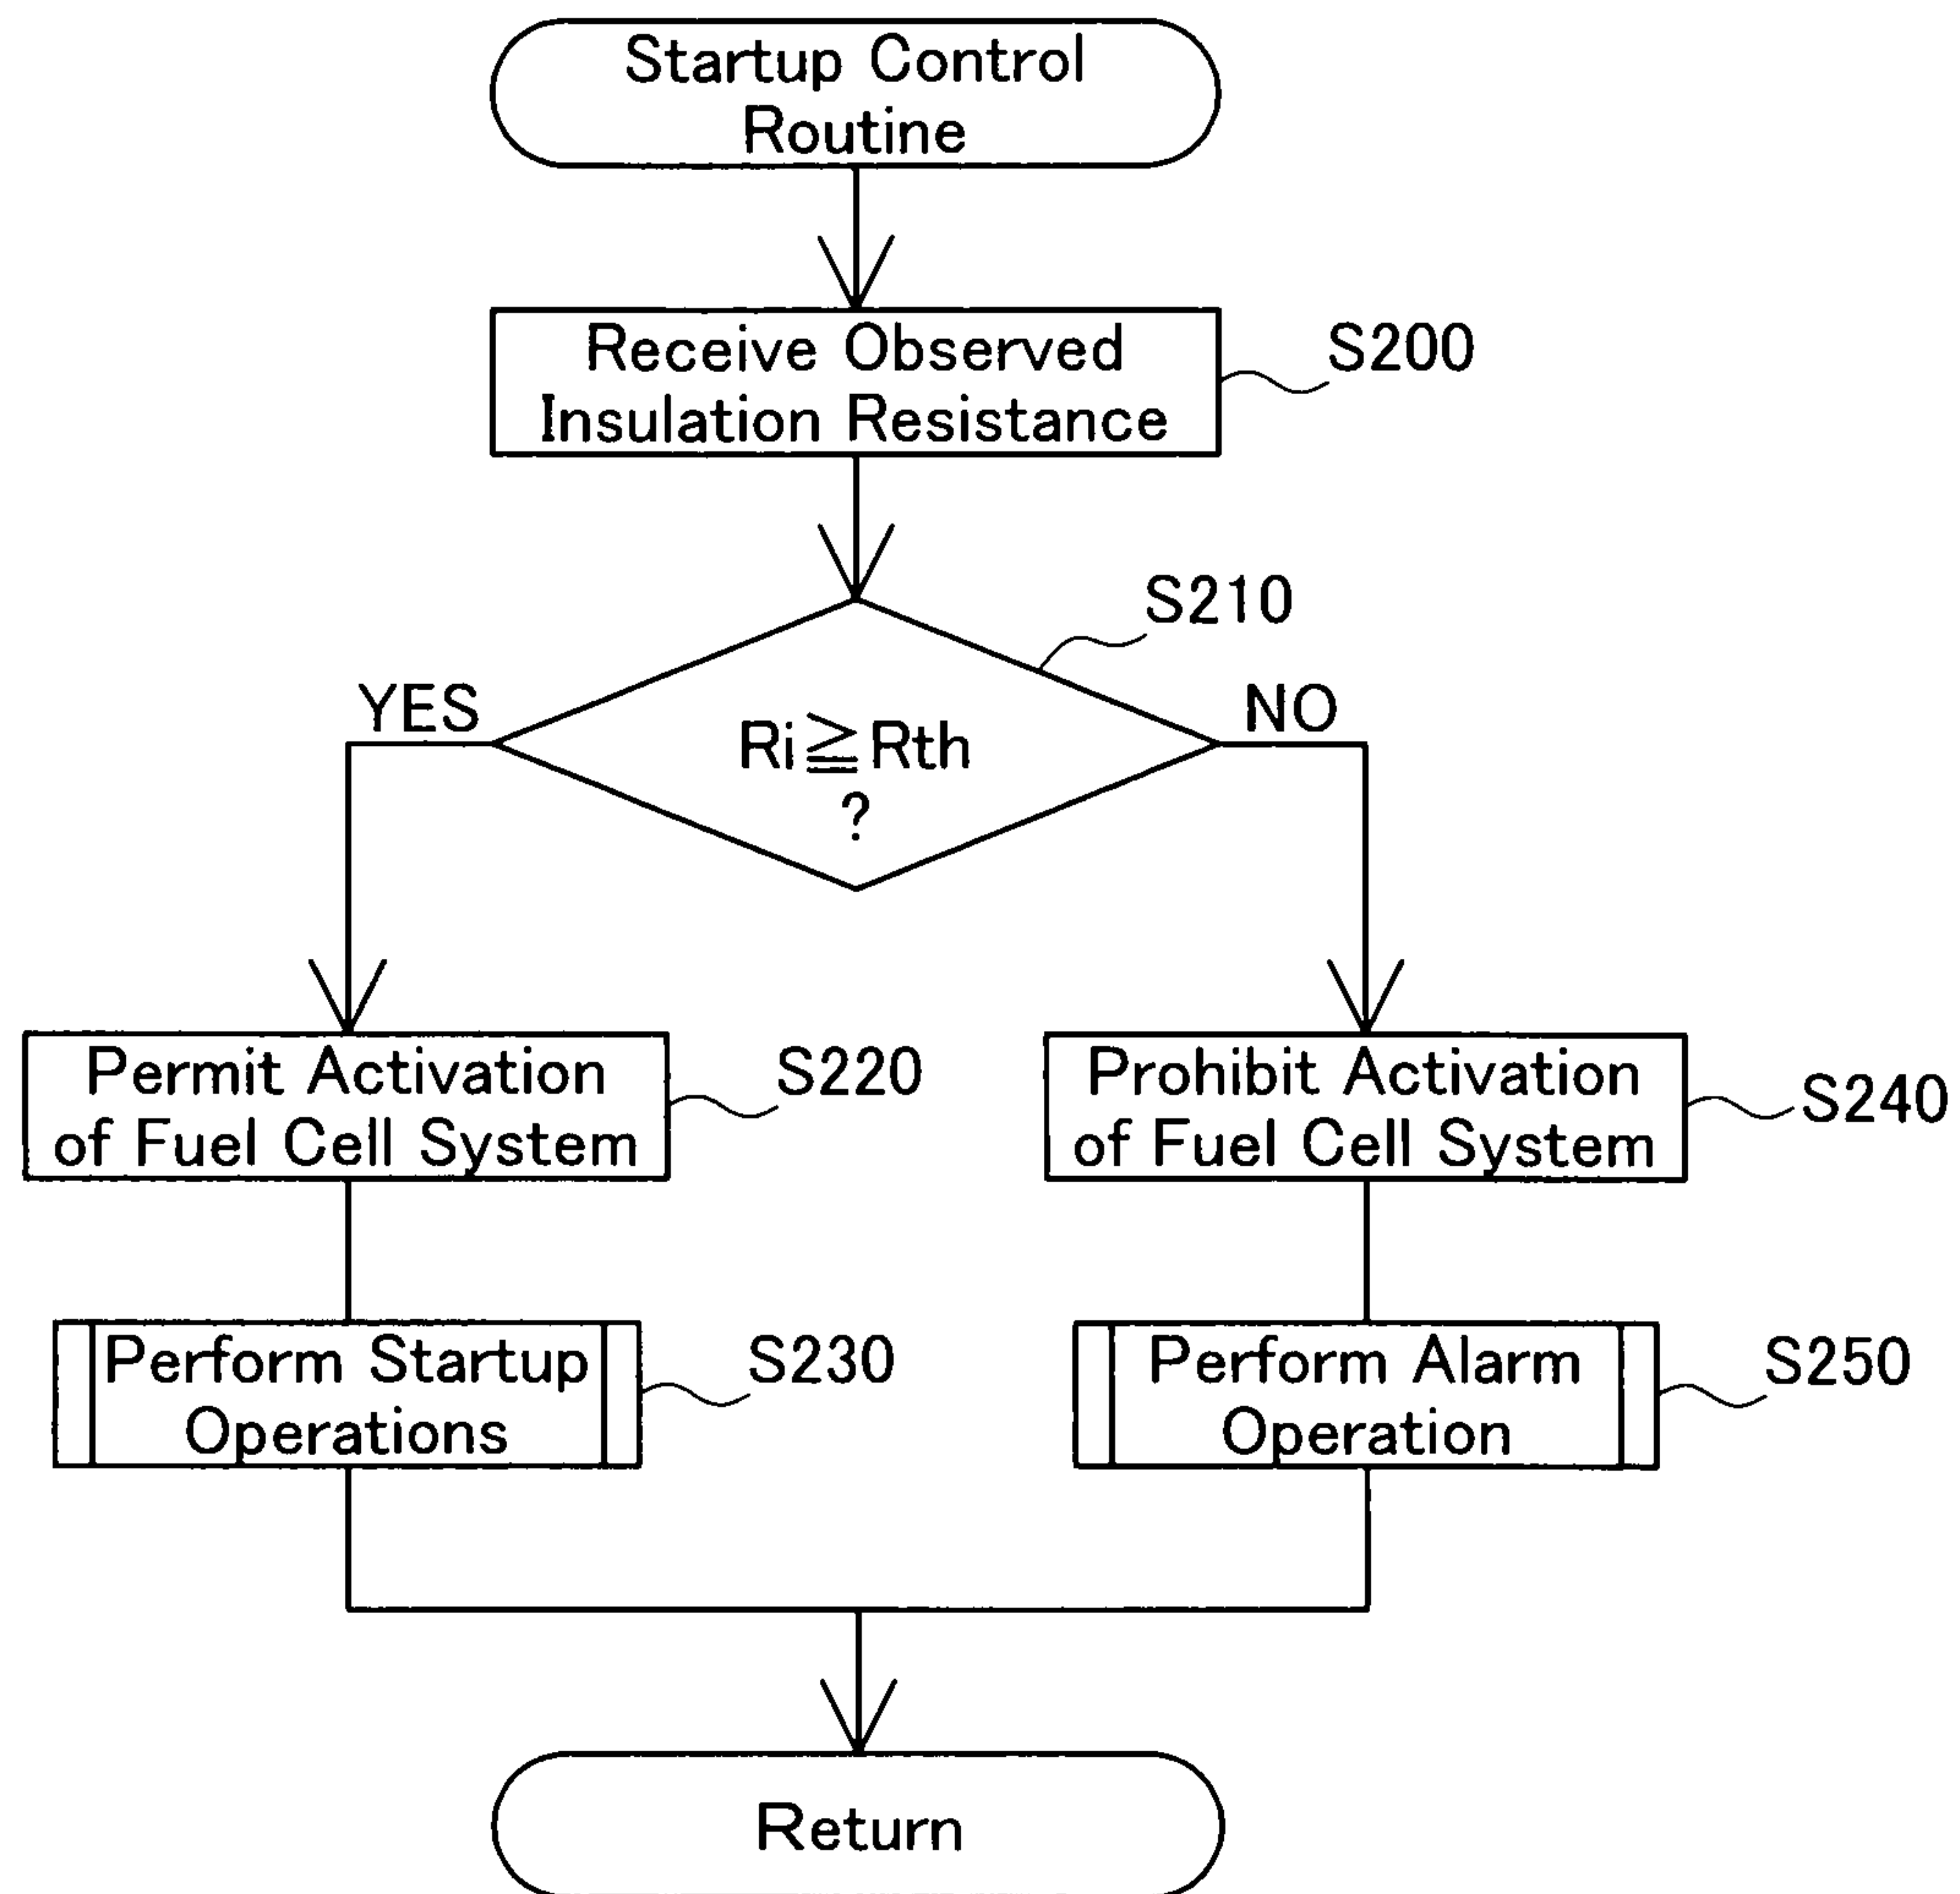 Startup Control
Routine
Receive Observed
Insulation Resistance
S200
S210
YES
NO
Ri≧Rth
?
Permit Activation
of Fuel Cell System
S220
Prohibit Activation
of Fuel Cell System
S240
Perform Startup
Operations
S230
Perform Alarm
Operation
S250
Return